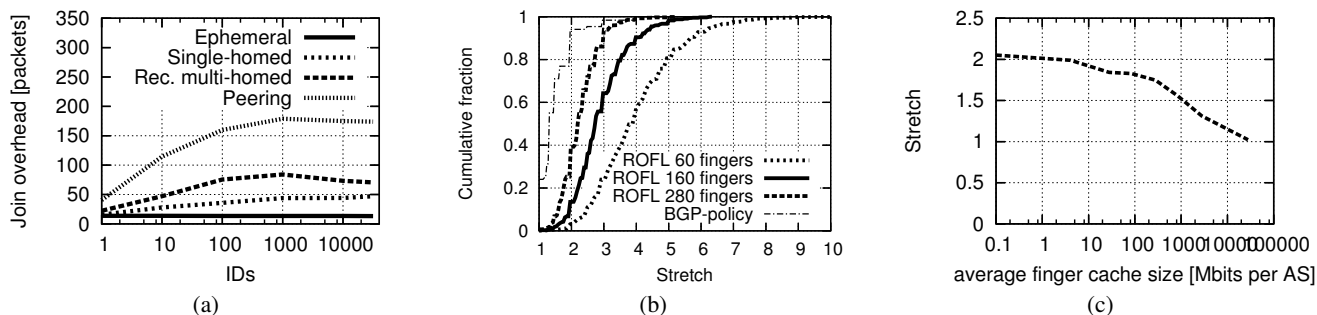 Join overhead [packets]
350
300
250
200
150
100
50
0
Ephemeral
Single-homed
Rec. multi-homed
Peering
1 10 100 1000 10000
IDs
(a)
Cumulative fraction
1
0.8
0.6
0.4
0.2
0
ROFL 60 fingers
ROFL 160 fingers
ROFL 280 fingers
BGP-policy
1 2 3 4 5 6 7 8 9 10
Stretch
(b)
Stretch
2.5
2
1.5
1
0.5
0
0.1 1 10 100 1000 10000 100000
average finger cache size [Mbits per AS]
(c)